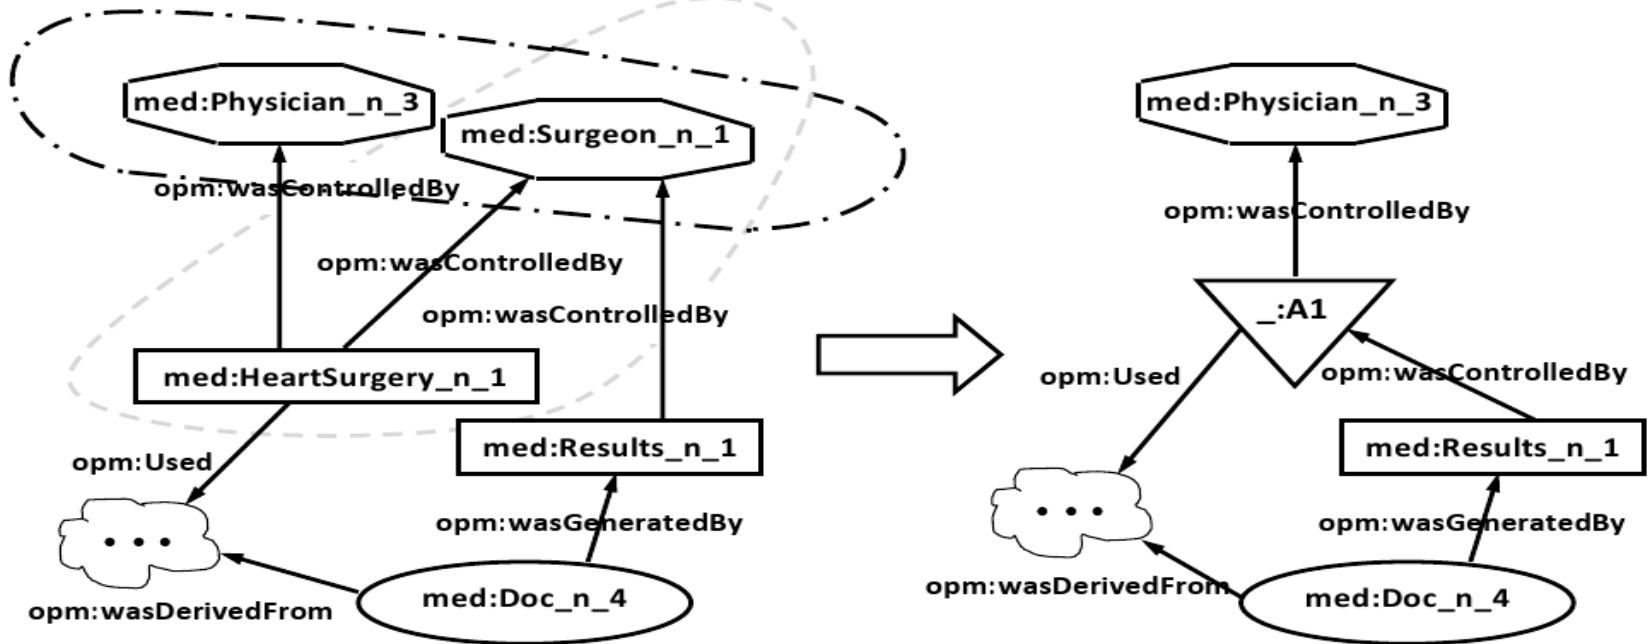 med:Physician_n_3
med:Surgeon_n_1
opm:wasControlledBy
opm:wasControlledBy
opm:wasControlledBy
med:HeartSurgery_n_1
med:Results_n_1
opm:Used
opm:wasGeneratedBy
med:Doc_n_4
opm:wasDerivedFrom
med:Physician_n_3
opm:wasControlledBy
_:A1
opm:Used
opm:wasControlledBy
med:Results_n_1
opm:wasGeneratedBy
opm:wasDerivedFrom
med:Doc_n_4